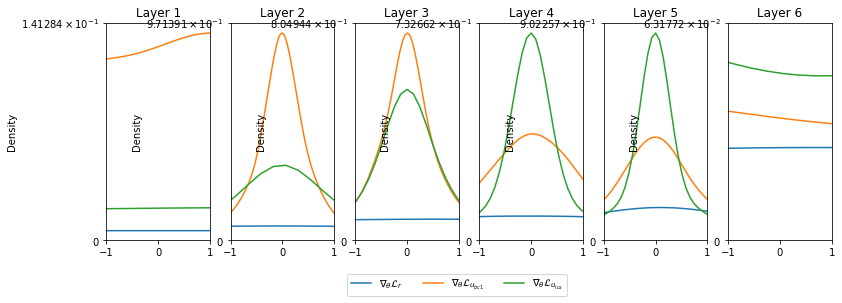 Layer 1 Layer 2 Layer 3 Layer 4 Layer 5 Layer 6
1.41284 × 10⁻¹ 9.71391 × 10⁻¹ 8.04944 × 10⁻¹ 7.32662 × 10⁻¹ 9.02257 × 10⁻¹ 6.31772 × 10⁻²
Density Density Density Density Density Density
0 0 0 0 0 0
−1 0 1 −1 0 1 −1 0 1 −1 0 1 −1 0 1 −1 0 1
∇θℒr ∇θℒu_bc1 ∇θℒu_ics